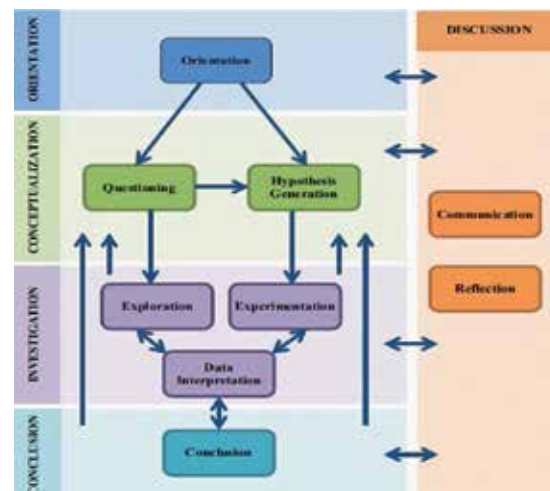 ORIENTATION
Orientation
DISCUSSION
CONCEPTUALIZATION
Questioning
Hypothesis
Generation
Communication
Reflection
INVESTIGATION
Exploration
Experimentation
Data
Interpretation
CONCLUSION
Conclusion